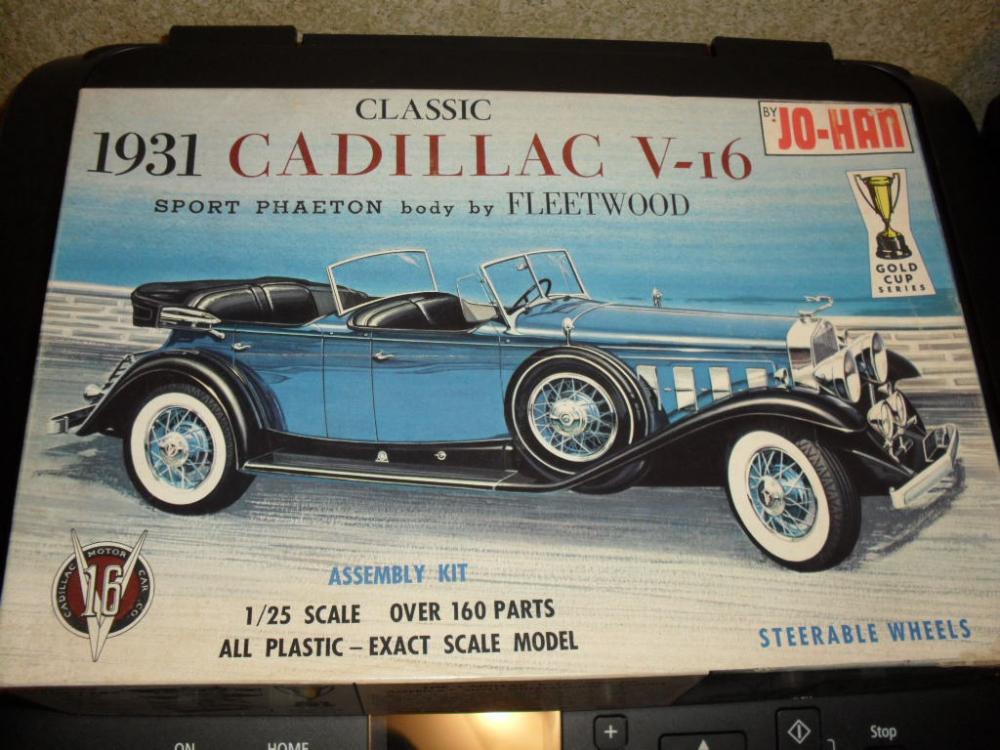 CLASSIC
1931 CADILLAC V-16
BY JO-HAN
SPORT PHAETON body by FLEETWOOD
GOLD
CUP
SERIES
CADILLAC MOTOR CAR CO.
16
ASSEMBLY KIT
1/25 SCALE OVER 160 PARTS
ALL PLASTIC – EXACT SCALE MODEL
STEERABLE WHEELS
ON
HOME
+
Stop